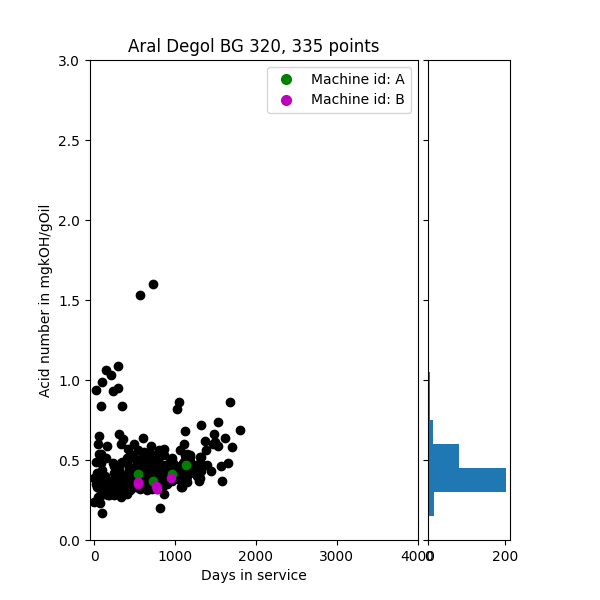 Aral Degol BG 320, 335 points
Machine id: A
Machine id: B
Acid number in mgkOH/gOil
3.0
2.5
2.0
1.5
1.0
0.5
0.0
0
1000
2000
3000
4000
0
200
Days in service